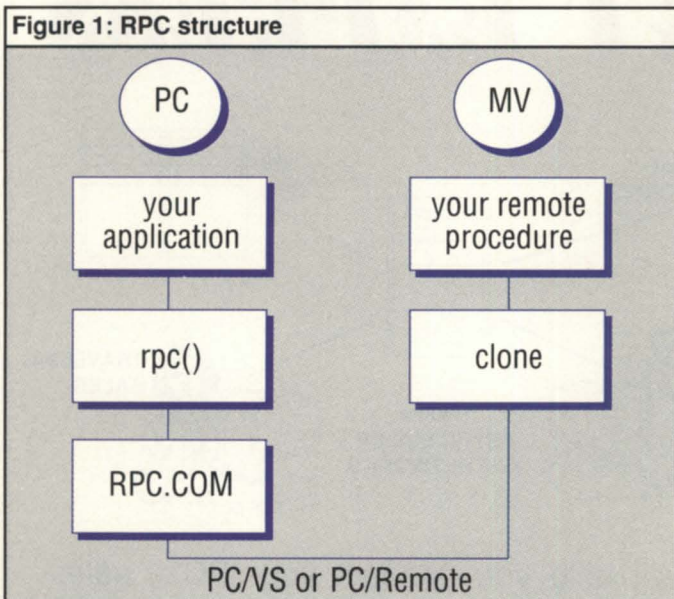 Figure 1: RPC structure
PC
MV
your
application
your remote
procedure
rpc()
clone
RPC.COM
PC/VS or PC/Remote